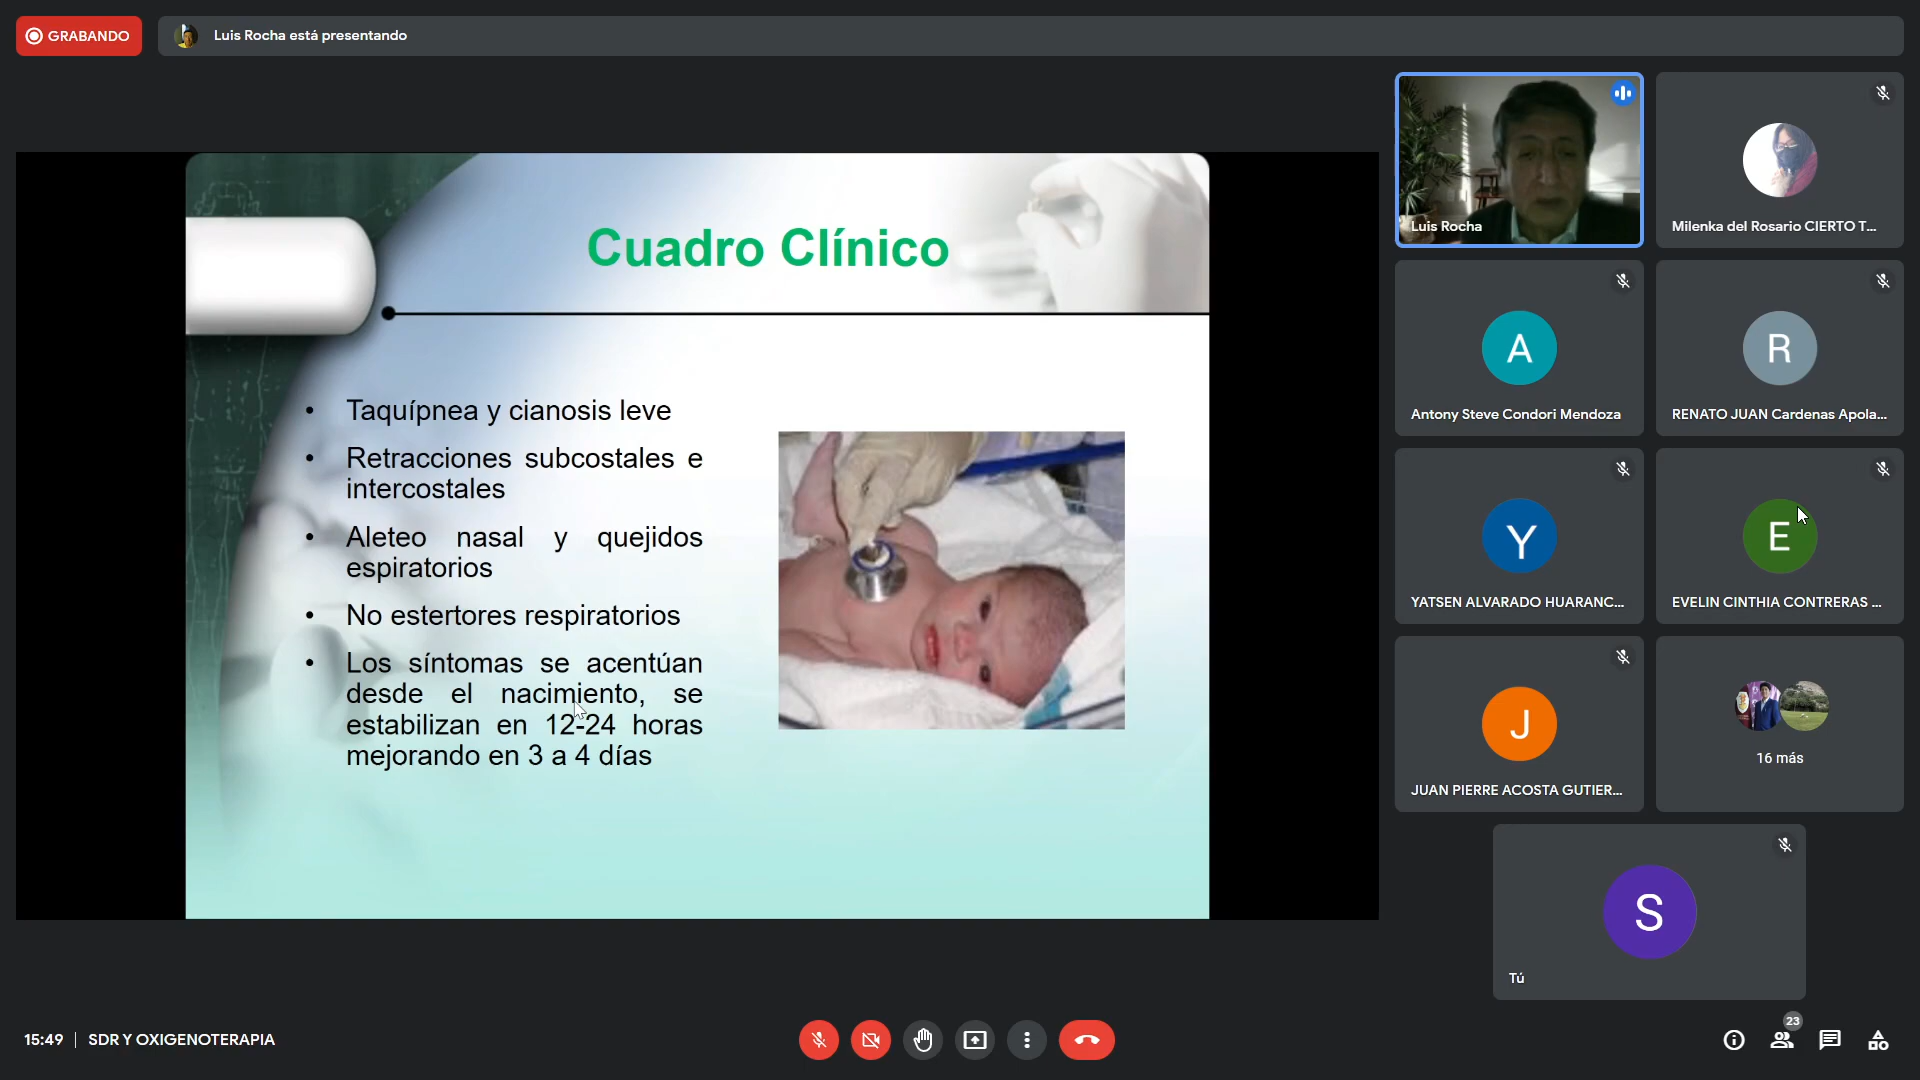 GRABANDO
Luis Rocha está presentando
Cuadro Clínico
• Taquípnea y cianosis leve
• Retracciones subcostales e
intercostales
• Aleteo nasal y quejidos
espiratorios
• No estertores respiratorios
• Los síntomas se acentúan
desde el nacimiento, se
estabilizan en 12-24 horas
mejorando en 3 a 4 días
Luis Rocha
Milenka del Rosario CIERTO T...
A
Antony Steve Condori Mendoza
R
RENATO JUAN Cardenas Apola...
Y
YATSEN ALVARADO HUARANC...
E
EVELIN CINTHIA CONTRERAS ...
J
JUAN PIERRE ACOSTA GUTIER...
16 más
S
Tú
15:49 | SDR Y OXIGENOTERAPIA
23